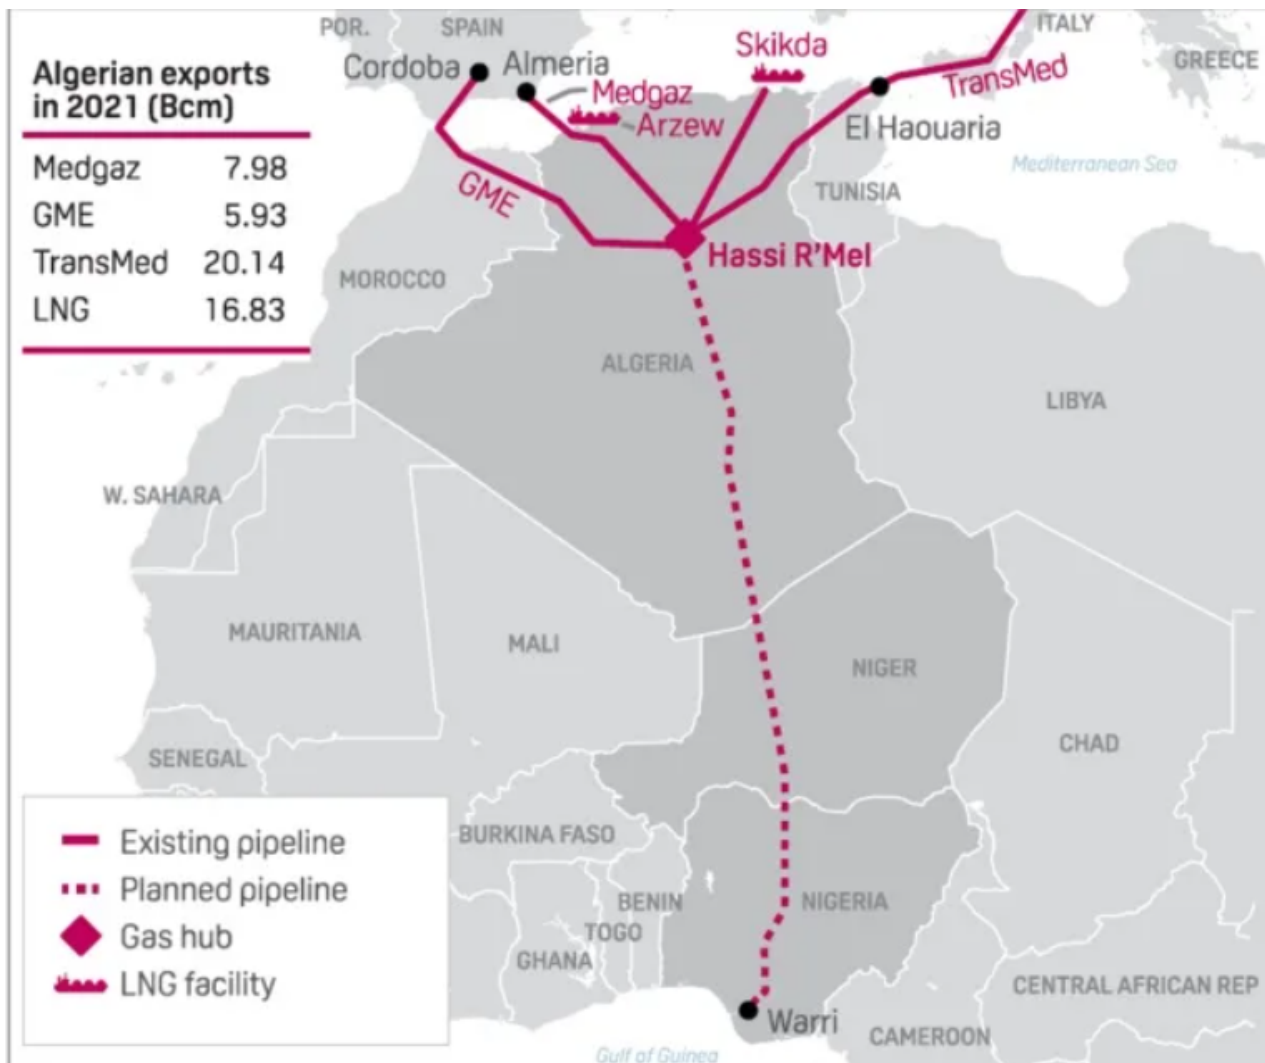 POR.
SPAIN
ITALY
GREECE
Algerian exports
in 2021 (Bcm)
Medgaz 7.98
GME 5.93
TransMed 20.14
LNG 16.83
Cordoba
Almeria
Medgaz
Arzew
Skikda
TransMed
El Haouaria
Mediterranean Sea
GME
TUNISIA
Hassi R'Mel
MOROCCO
ALGERIA
LIBYA
W. SAHARA
MAURITANIA
MALI
NIGER
CHAD
SENEGAL
BURKINA FASO
BENIN
TOGO
GHANA
NIGERIA
CENTRAL AFRICAN REP
Warri
CAMEROON
Gulf of Guinea
Existing pipeline
Planned pipeline
Gas hub
LNG facility